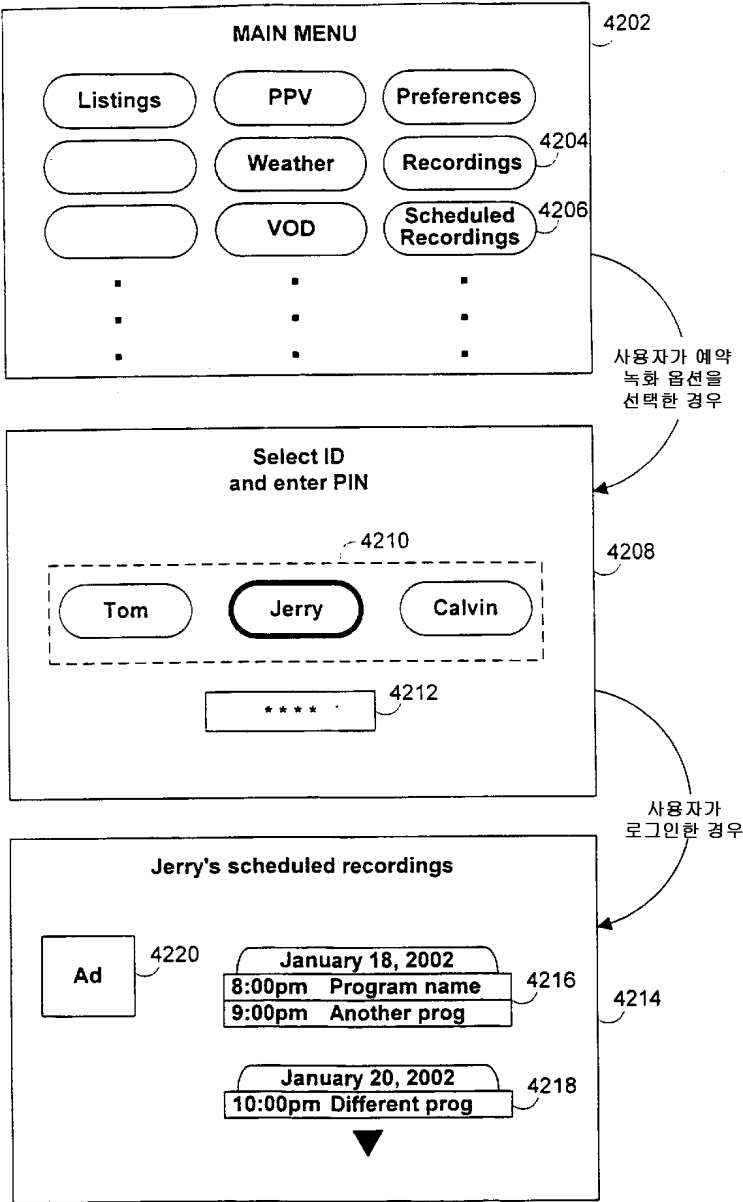 MAIN MENU
4202
Listings
PPV
Preferences
Weather
Recordings
4204
VOD
Scheduled
Recordings
4206
사용자가 예약
녹화 옵션을
선택한 경우
Select ID
and enter PIN
4210
4208
Tom
Jerry
Calvin
4212
* * * *
사용자가
로그인한 경우
Jerry's scheduled recordings
Ad
4220
January 18, 2002
8:00pm Program name
9:00pm Another prog
4216
4214
January 20, 2002
10:00pm Different prog
4218